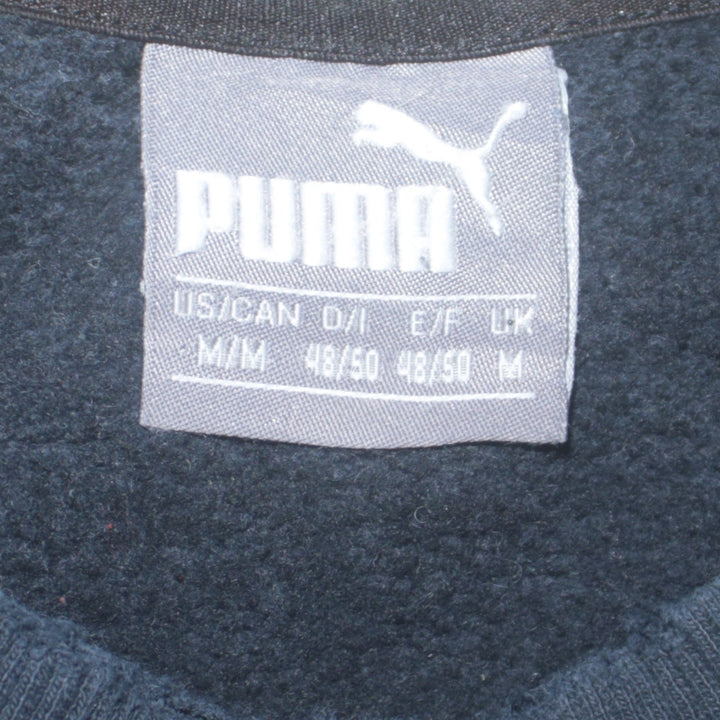 PUMA
US/CAN D/I E/F UK
M/M 48/50 48/50 M